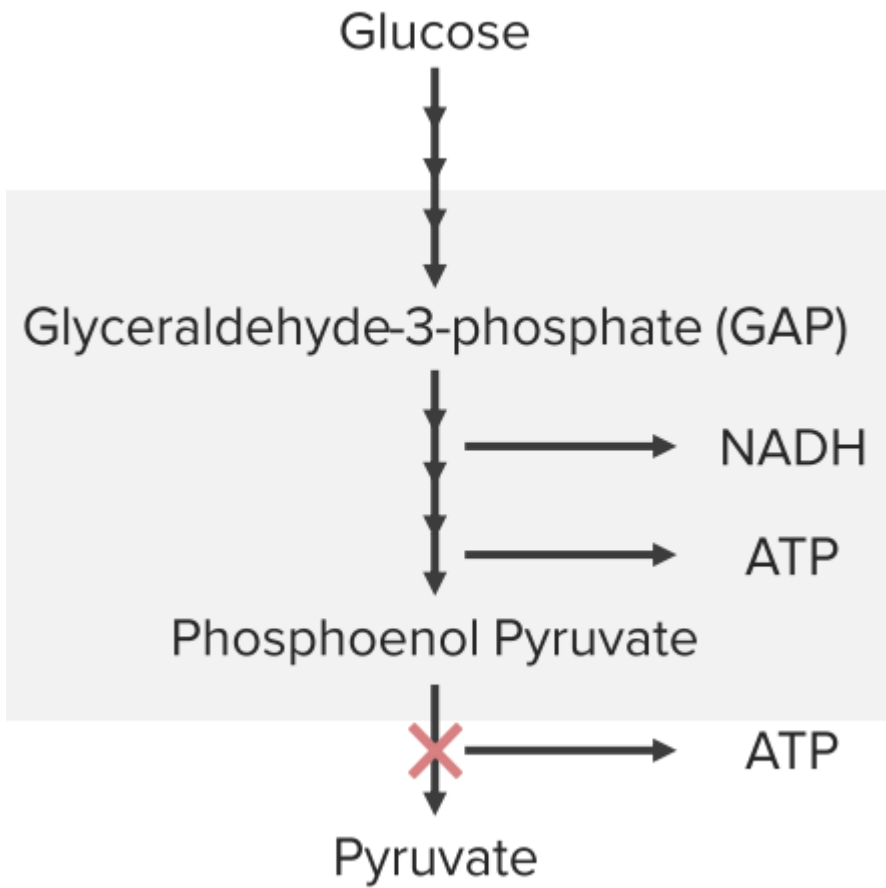 Glucose
Glyceraldehyde-3-phosphate (GAP)
NADH
ATP
Phosphoenol Pyruvate
ATP
Pyruvate